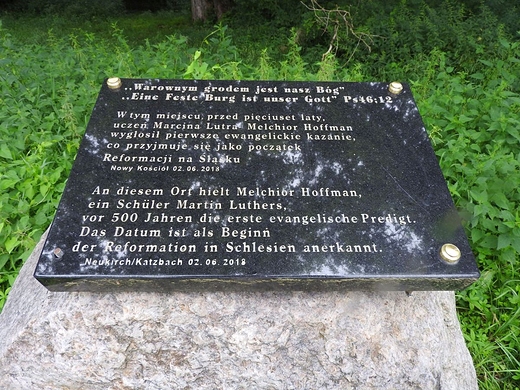 „Warownym grodem jest nasz Bóg”
„Eine Feste Burg ist unser Gott” Ps46:12
W tym miejscu, przed pięciuset laty,
uczeń Marcina Lutra- Melchior Hoffman
wygłosił pierwsze ewangelickie kazanie,
co przyjmuje się jako początek
Reformacji na Śląsku
Nowy Kościół 02.06.2018
An diesem Ort hielt Melchior Hoffman,
ein Schüler Martin Luthers,
vor 500 Jahren die erste evangelische Predigt.
Das Datum ist als Beginn
der Reformation in Schlesien anerkannt.
Neukirch/Katzbach 02.06.2018